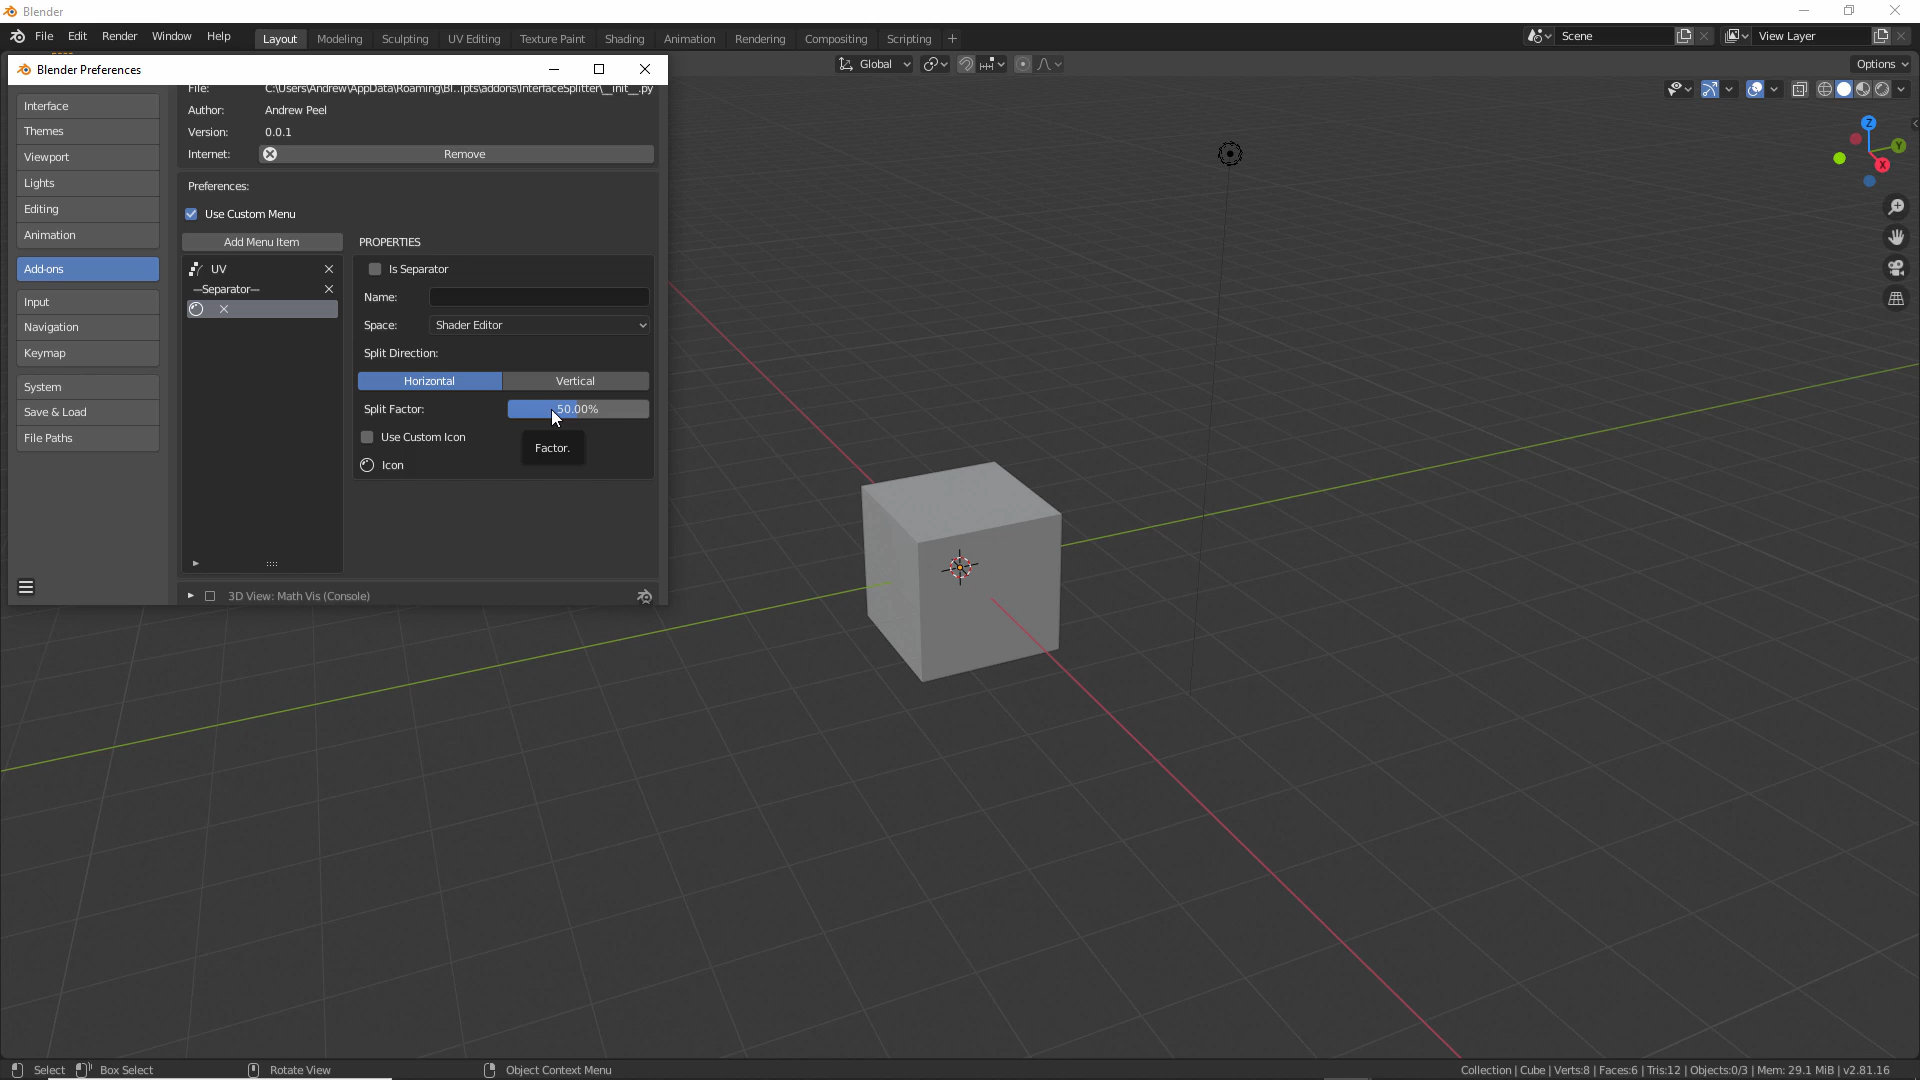 Blender
File Edit Render Window Help Layout Modeling Sculpting UV Editing Texture Paint Shading Animation Rendering Compositing Scripting + Scene View Layer
Global Options
Blender Preferences
Interface
Themes
Viewport
Lights
Editing
Animation
Add-ons
Input
Navigation
Keymap
System
Save & Load
File Paths
File: C:\Users\Andrew\AppData\Roaming\Bl..ipts\addons\InterfaceSplitter\__init__.py
Author: Andrew Peel
Version: 0.0.1
Internet: Remove
Preferences:
Use Custom Menu
Add Menu Item
UV
—Separator—
PROPERTIES
Is Separator
Name:
Space: Shader Editor
Split Direction:
Horizontal Vertical
Split Factor: 50.00%
Use Custom Icon
Factor.
Icon
3D View: Math Vis (Console)
Z
Y
X
Select Box Select Rotate View Object Context Menu Collection | Cube | Verts:8 | Faces:6 | Tris:12 | Objects:0/3 | Mem: 29.1 MiB | v2.81.16